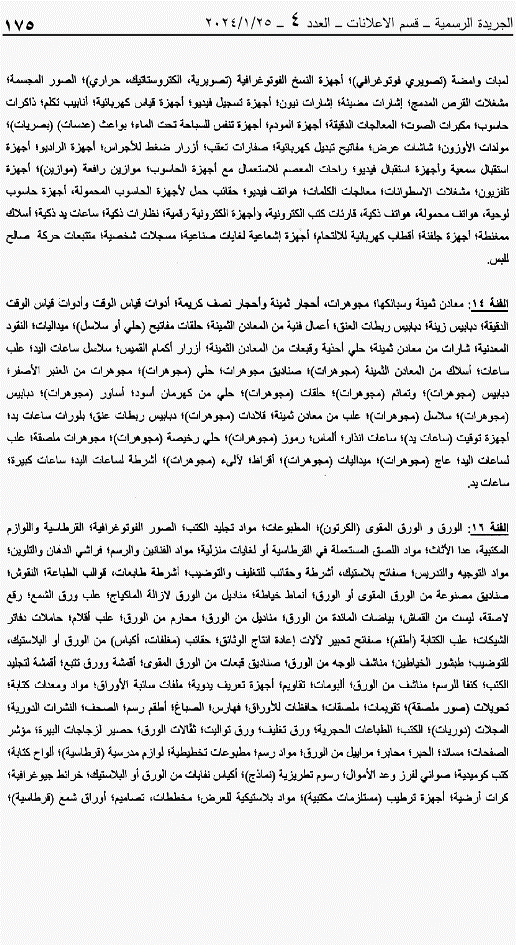 الجريدة الرسمية – قسم الاعلانات – العدد ٤ – ٢٠٢٤/١/٢٥ ١٧٥
لمبات وامضة (تصويري فوتوغرافي)؛ أجهزة النسخ الفوتوغرافية (تصويرية، الكتروستاتيك، حراري)؛ الصور المجسمة؛
مشغلات القرص المدمج؛ إشارات مضيئة؛ إشارات نيون؛ أجهزة تسجيل فيديو؛ أجهزة قياس كهربائية؛ أنابيب تكلم؛ ذاكرات
حاسوب؛ مكبرات الصوت؛ المعالجات الدقيقة؛ أجهزة المودم؛ أجهزة تنفس للسباحة تحت الماء؛ بواعث (عدسات) (بصريات)؛
مولدات الأوزون؛ شاشات عرض؛ مفاتيح تبديل كهربائية؛ صفارات تعقب؛ أزرار ضغط للأجراس؛ أجهزة الراديو؛ أجهزة
استقبال سمعية وأجهزة استقبال فيديو؛ راحات المعصم للاستعمال مع أجهزة الحاسوب؛ موازين رافعة (موازين)؛ أجهزة
تلفزيون؛ مشغلات الاسطوانات؛ معالجات الكلمات؛ هواتف فيديو؛ حقائب حمل لأجهزة الحاسوب المحمولة، أجهزة حاسوب
لوحية، هواتف محمولة، هواتف ذكية، قارئات كتب الكترونية، وأجهزة الكترونية رقمية؛ نظارات ذكية؛ ساعات يد ذكية؛ أسلاك
ممغنطة؛ أجهزة جلفنة؛ أقطاب كهربائية للالتحام؛ أجهزة إشعاعية لغايات صناعية؛ مسجلات شخصية؛ متتبعات حركة صالح
للبس.
الفئة ١٤: معادن ثمينة وسبائكها؛ مجوهرات، أحجار ثمينة وأحجار نصف كريمة؛ أدوات قياس الوقت وأدوات قياس الوقت
الدقيقة؛ دبابيس زينة؛ دبابيس ربطات العنق؛ أعمال فنية من المعادن الثمينة؛ حلقات مفاتيح (حلي أو سلاسل)؛ ميداليات؛ النقود
المعدنية؛ شارات من معادن ثمينة؛ حلي أحذية وقبعات من المعادن الثمينة؛ أزرار أكمام القميص؛ سلاسل ساعات اليد؛ علب
ساعات؛ أسلاك من المعادن الثمينة (مجوهرات)؛ صناديق مجوهرات؛ حلي (مجوهرات)؛ مجوهرات من العنبر الأصفر؛
دبابيس (مجوهرات)؛ وتمائم (مجوهرات)؛ حلقات (مجوهرات)؛ حلي من كهرمان أسود؛ أساور (مجوهرات)؛ دبابيس
(مجوهرات)؛ سلاسل (مجوهرات)؛ علب من معادن ثمينة؛ قلادات (مجوهرات)؛ دبابيس ربطات عنق؛ بلورات ساعات يد؛
أجهزة توقيت (ساعات يد)؛ ساعات انذار؛ ألماس؛ رموز (مجوهرات)؛ حلي رخيصة (مجوهرات)؛ مجوهرات ملصقة؛ علب
لساعات اليد؛ عاج (مجوهرات)؛ ميداليات (مجوهرات)؛ أقراط؛ لآلىء (مجوهرات)؛ أشرطة لساعات اليد؛ ساعات كبيرة؛
ساعات يد.
الفئة ١٦: الورق و الورق المقوى (الكرتون)؛ المطبوعات؛ مواد تجليد الكتب؛ الصور الفوتوغرافية؛ القرطاسية واللوازم
المكتبية، عدا الأثاث؛ مواد اللصق المستعملة في القرطاسية أو لغايات منزلية؛ مواد الفنانين والرسم؛ فراشي الدهان والتلوين؛
مواد التوجيه والتدريس؛ صفائح بلاستيك، أشرطة وحقائب للتغليف والتوضيب؛ أشرطة طابعات، قوالب الطباعة؛ النقوش؛
صناديق مصنوعة من الورق المقوى أو الورق؛ أنماط خياطة؛ مناديل من الورق لازالة الماكياج؛ علب ورق الشمع؛ رقع
لاصقة، ليست من القماش؛ بياضات المائدة من الورق؛ مناديل من الورق؛ محارم من الورق؛ علب أقلام؛ حاملات دفاتر
الشيكات؛ علب الكتابة (أطقم)؛ صفائح تحبير لآلات إعادة انتاج الوثائق؛ حقائب (مغلفات، أكياس) من الورق أو البلاستيك،
للتوضيب؛ طبشور الخياطين؛ مناشف الوجه من الورق؛ صناديق قبعات من الورق المقوى؛ أقمشة وورق تتبع؛ أقمشة لتجليد
الكتب؛ كنفا للرسم؛ مناشف من الورق؛ ألبومات؛ تقاويم؛ أجهزة تعريف يدوية؛ ملفات سائبة الأوراق؛ مواد ومعدات كتابة؛
تحويلات (صور ملصقة)؛ تقويمات؛ ملصقات؛ حافظات للأوراق؛ فهارس؛ الصباغ؛ أطقم رسم؛ الصحف؛ النشرات الدورية؛
المجلات (دوريات)؛ الكتب؛ الطباعات الحجرية؛ ورق تغليف؛ ورق تواليت؛ ثقّالات الورق؛ حصير لزجاجات البيرة؛ مؤشر
الصفحات؛ مساند؛ الحبر؛ محابر؛ مراييل من الورق؛ مواد رسم؛ مطبوعات تخطيطية؛ لوازم مدرسية (قرطاسية)؛ ألواح كتابة؛
كتب كوميدية؛ صواني لفرز وعد الأموال؛ رسوم تطريزية (نماذج)؛ أكياس نفايات من الورق أو البلاستيك؛ خرائط جيوغرافية؛
كرات أرضية؛ أجهزة ترطيب (مستلزمات مكتبية)؛ مواد بلاستيكية للعرض؛ مخططات، تصاميم؛ أوراق شمع (قرطاسية)؛